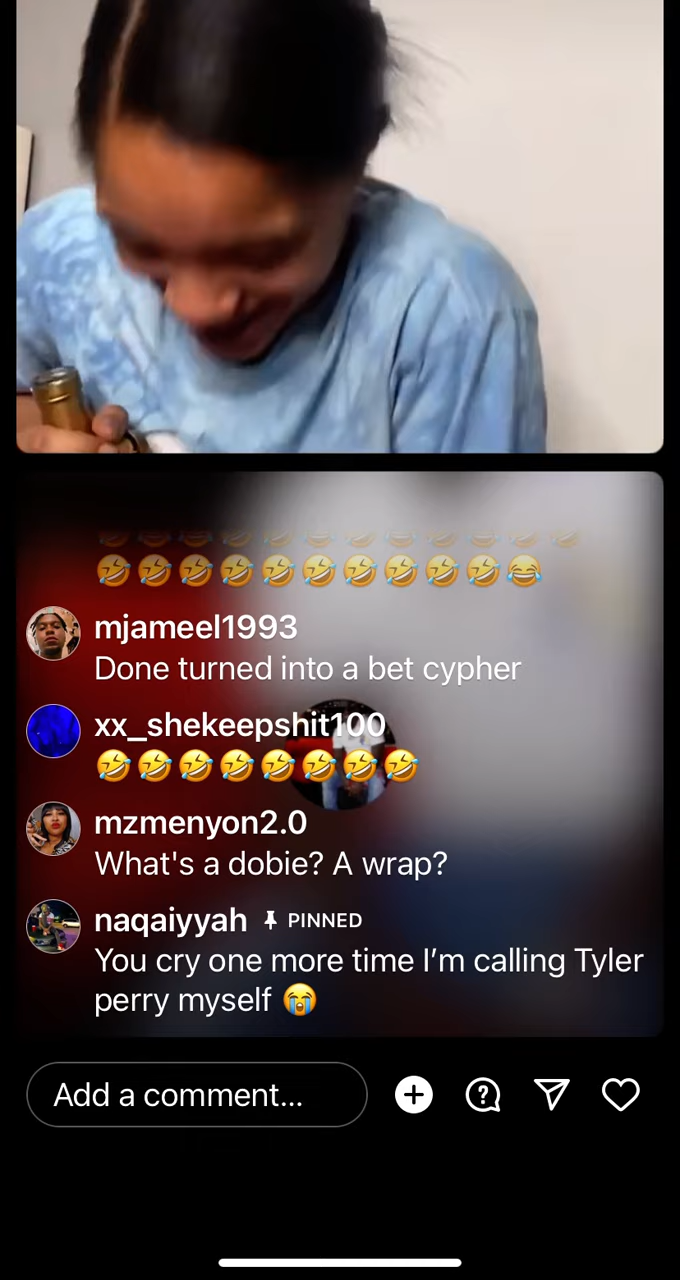 🤣🤣🤣🤣🤣🤣🤣🤣🤣🤣😂
mjameel1993
Done turned into a bet cypher
xx_shekeepshit100
🤣🤣🤣🤣🤣🤣🤣🤣
mzmenyon2.0
What's a dobie? A wrap?
naqaiyyah PINNED
You cry one more time I’m calling Tyler
perry myself 😭
Add a comment...